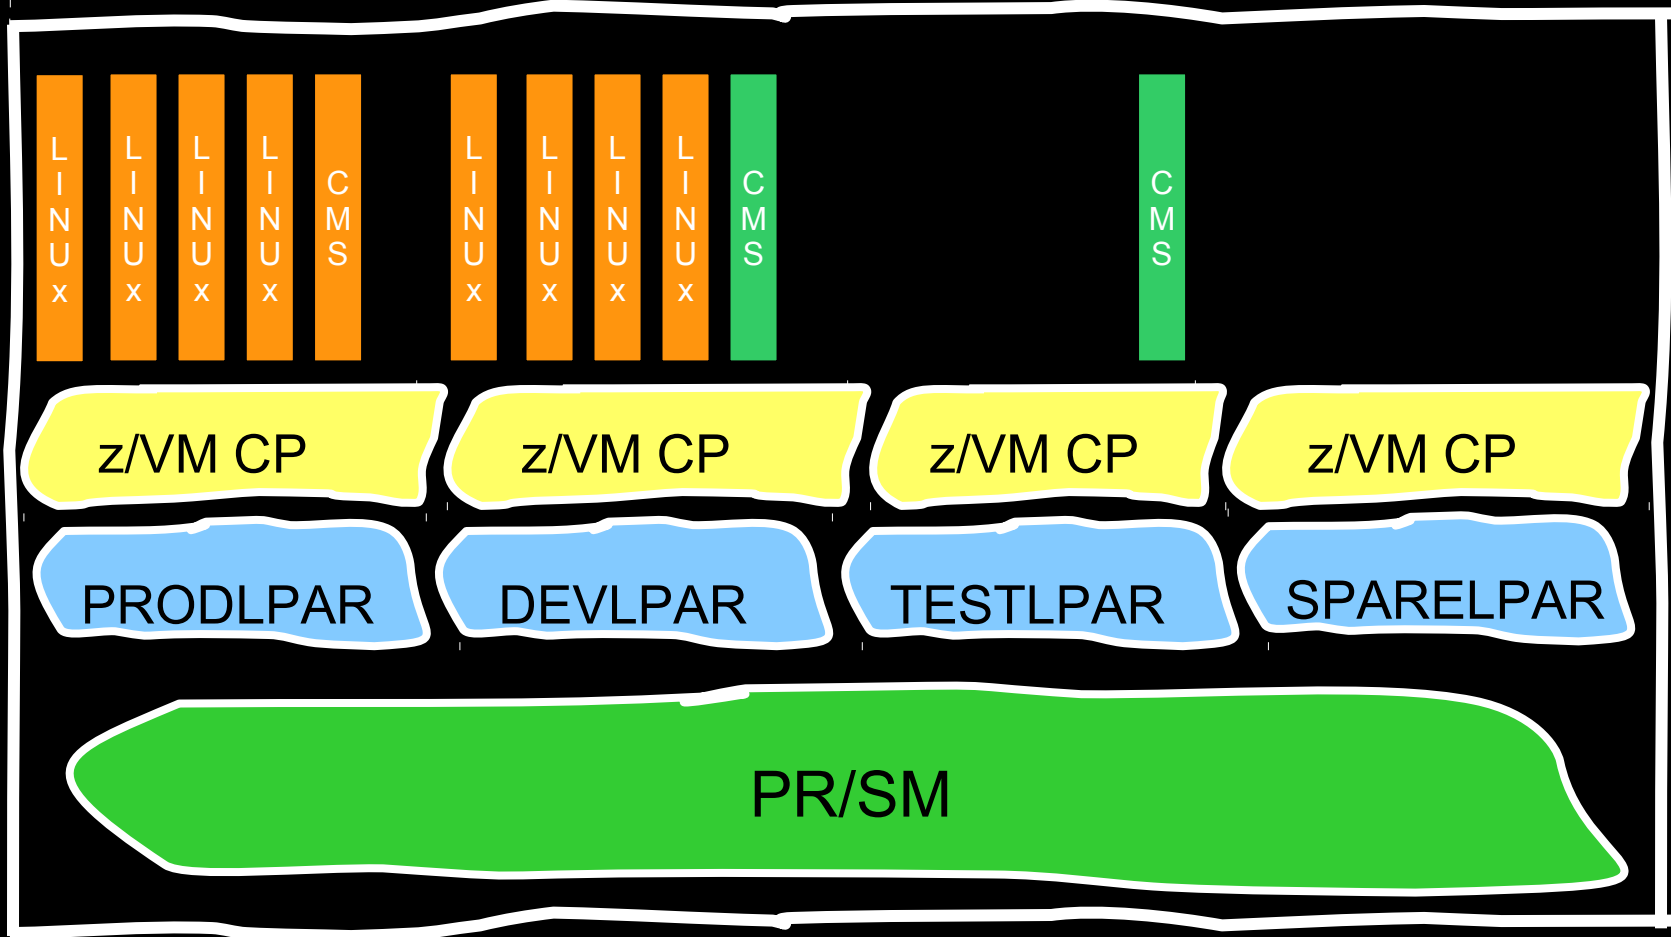 LINUx
LINUx
LINUx
LINUx
CMS
LINUx
LINUx
LINUx
LINUx
CMS
CMS
z/VM CP
z/VM CP
z/VM CP
z/VM CP
PRODLPAR
DEVLPAR
TESTLPAR
SPARELPAR
PR/SM